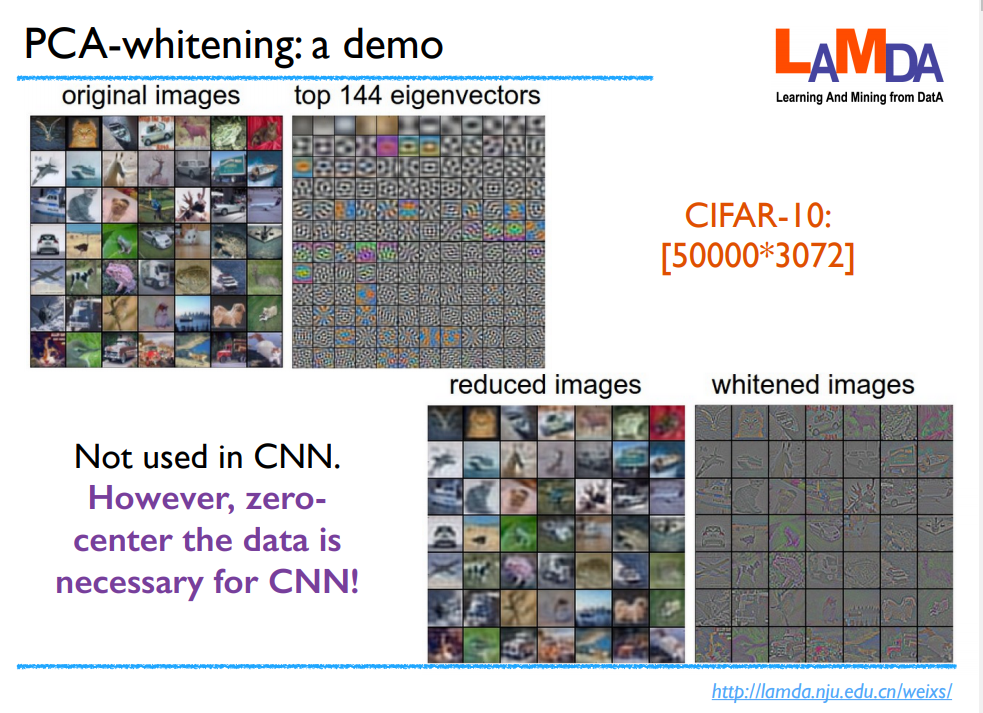 PCA-whitening: a demo
LAMDA
Learning And Mining from DatA
original images
top 144 eigenvectors
CIFAR-10:
[50000*3072]
reduced images
whitened images
Not used in CNN.
However, zero-
center the data is
necessary for CNN!
http://lamda.nju.edu.cn/weixs/